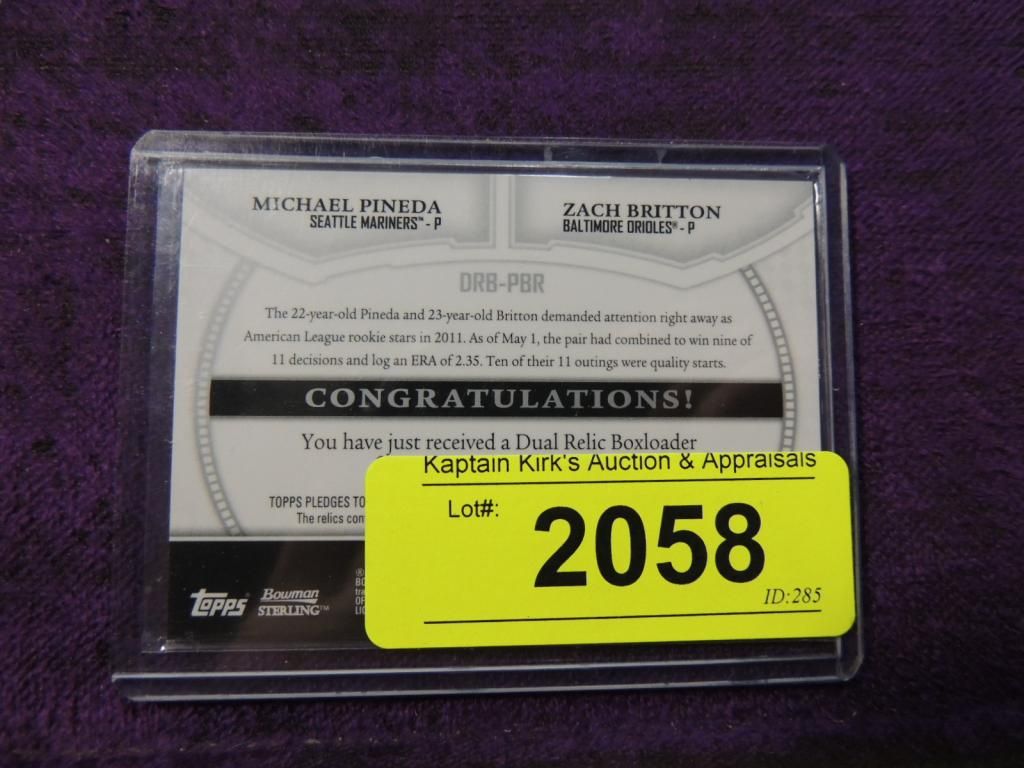 MICHAEL PINEDA
SEATTLE MARINERS™ - P
ZACH BRITTON
BALTIMORE ORIOLES® - P
DRB-PBR
The 22-year-old Pineda and 23-year-old Britton demanded attention right away as
American League rookie stars in 2011. As of May 1, the pair had combined to win nine of
11 decisions and log an ERA of 2.35. Ten of their 11 outings were quality starts.
CONGRATULATIONS!
You have just received a Dual Relic Boxloader
TOPPS PLEDGES TO
The relics con
Kaptain Kirk's Auction & Appraisals
Lot#:
2058
ID:285
topps
Bowman
STERLING™